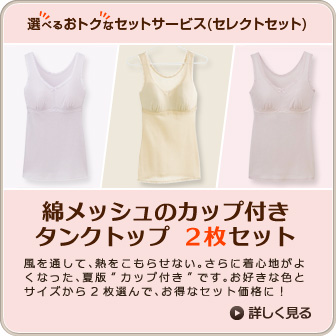 選べるおトクなセットサービス(セレクトセット)
綿メッシュのカップ付き
タンクトップ 2枚セット
風を通して、熱をこもらせない。さらに着心地がよ
くなった、夏版“カップ付き”です。お好きな色と
サイズから2枚選んで、お得なセット価格に！
詳しく見る